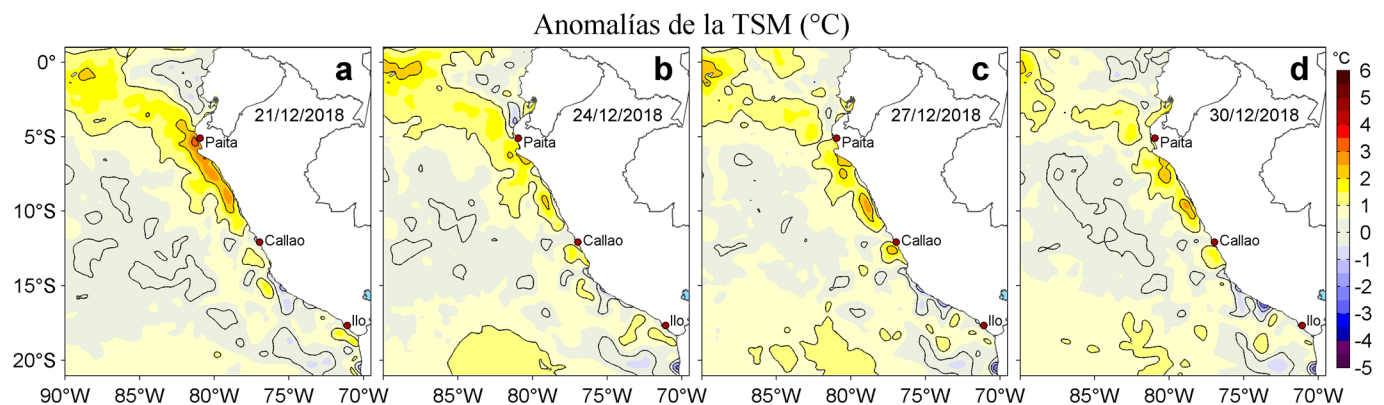 Anomalías de la TSM (°C)
a
b
c
d
21/12/2018
24/12/2018
27/12/2018
30/12/2018
Paita
Callao
Ilo
Paita
Callao
Ilo
Paita
Callao
Ilo
Paita
Callao
Ilo
0°
5°S
10°S
15°S
20°S
90°W 85°W 80°W 75°W 70°W
85°W 80°W 75°W 70°W
85°W 80°W 75°W 70°W
85°W 80°W 75°W 70°W
°C
6
5
4
3
2
1
0
-1
-2
-3
-4
-5